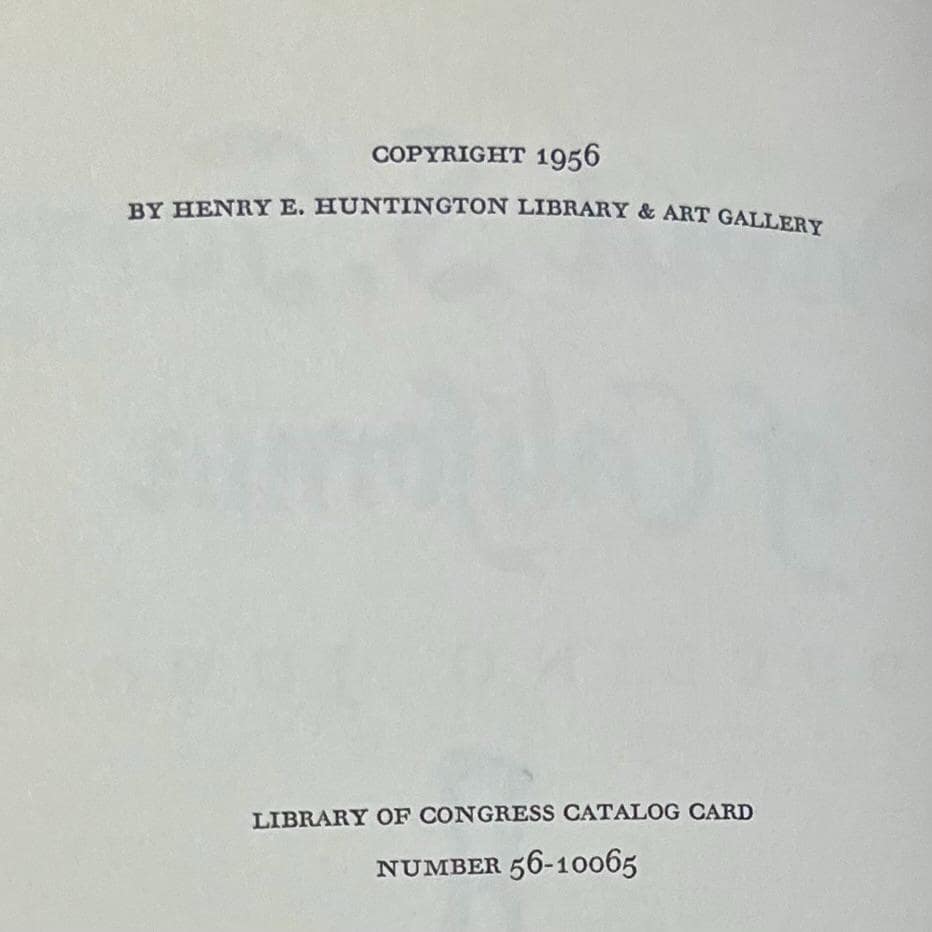 COPYRIGHT 1956
BY HENRY E. HUNTINGTON LIBRARY & ART GALLERY
LIBRARY OF CONGRESS CATALOG CARD
NUMBER 56-10065